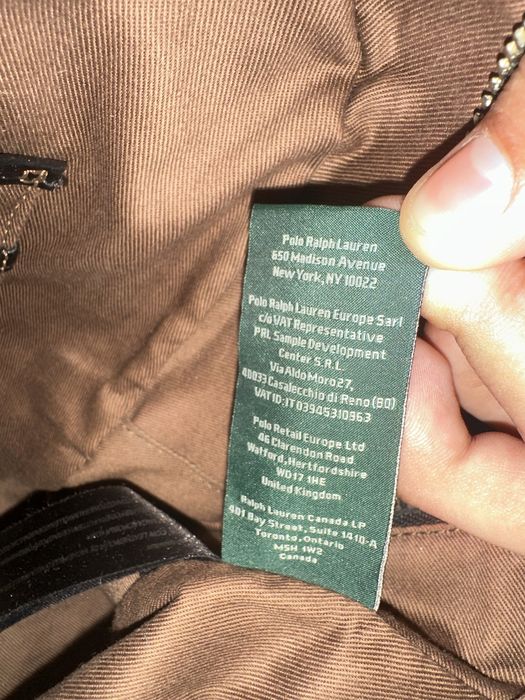 Polo Ralph Lauren
650 Madison Avenue
New York, NY 10022
Polo Ralph Lauren Europe Sarl
c/o VAT Representative
PRL Sample Development
Center S.R.L.
Via Aldo Moro 27,
40033 Casalecchio di Reno (BO)
VAT ID: IT 03945310963
Polo Retail Europe Ltd
46 Clarendon Road
Watford, Hertfordshire
WD17 1HE
United Kingdom
Ralph Lauren Canada LP
401 Bay Street, Suite 1410-A
Toronto, Ontario
M5H 1W2
Canada